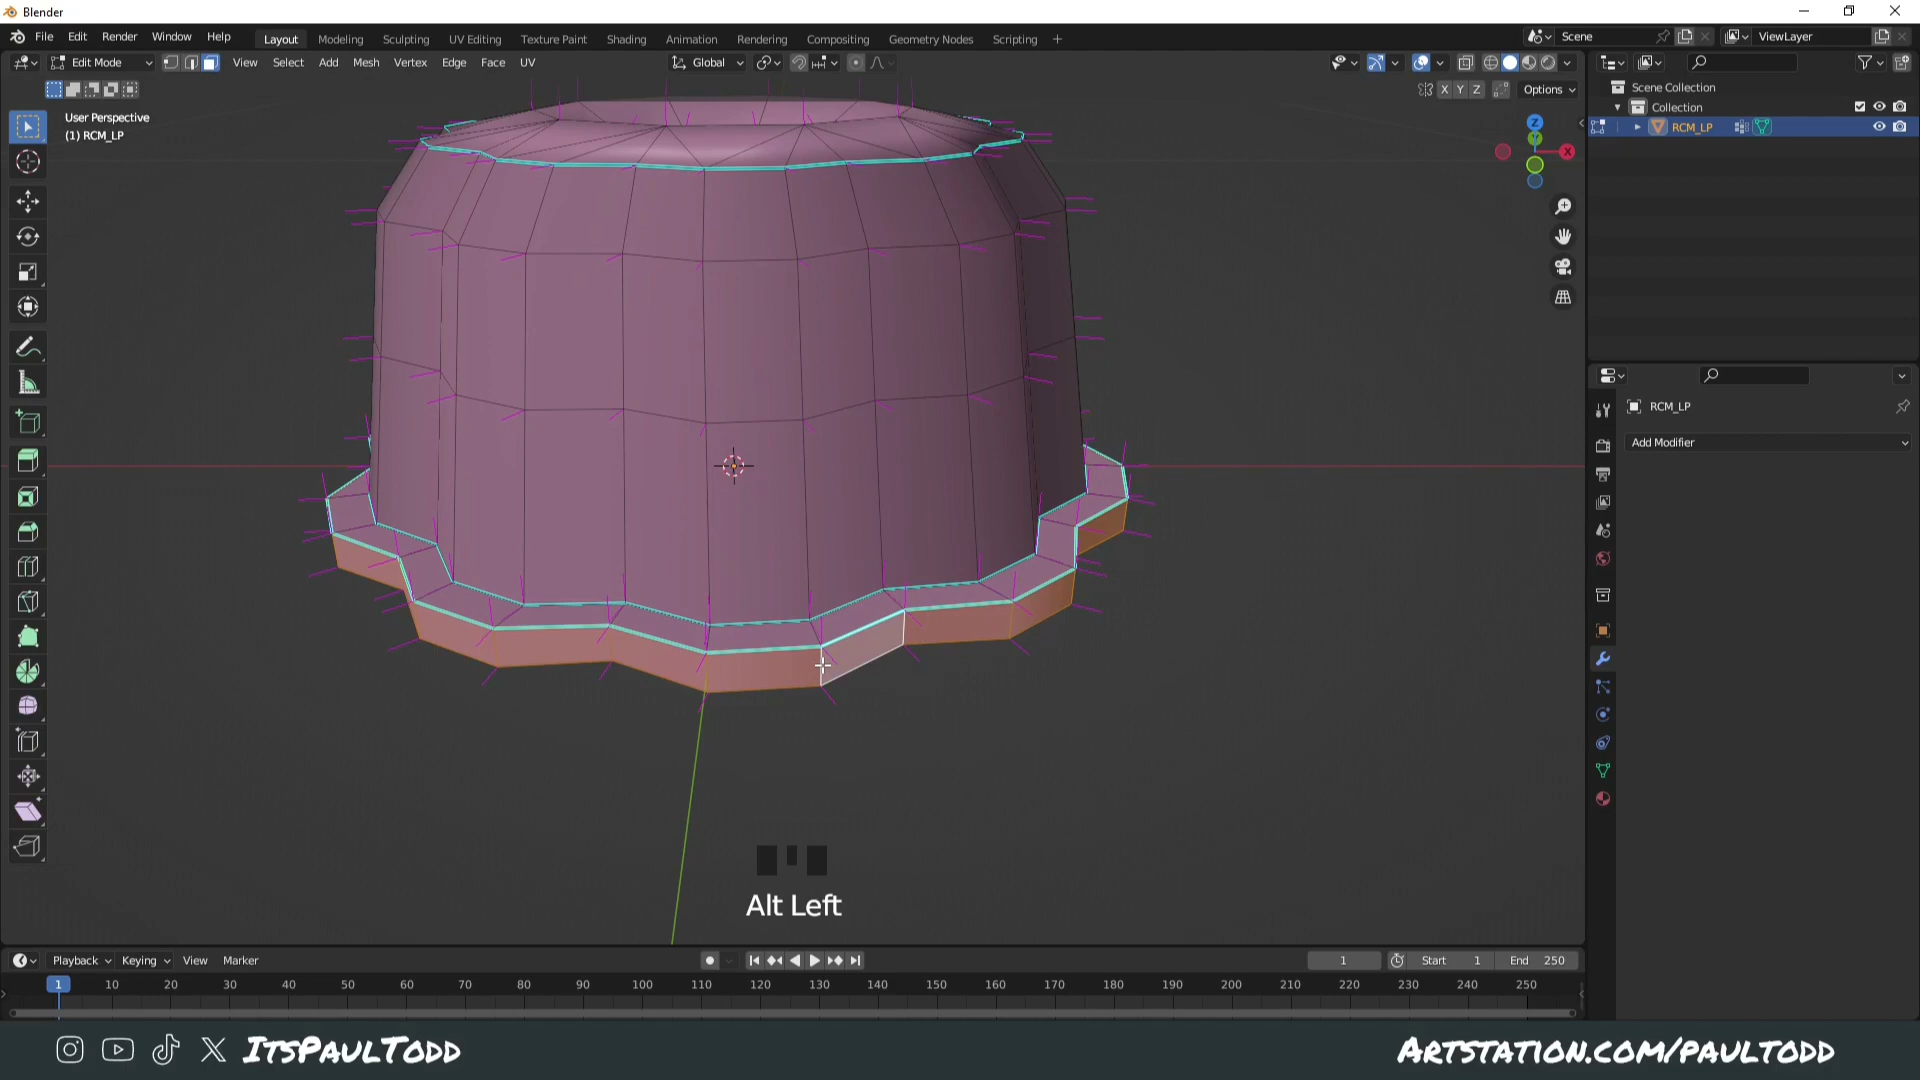 Blender
File Edit Render Window Help
Layout Modeling Sculpting UV Editing Texture Paint Shading Animation Rendering Compositing Geometry Nodes Scripting +
Scene
ViewLayer
Edit Mode View Select Add Mesh Vertex Edge Face UV
Global
X Y Z Options
User Perspective
(1) RCM_LP
Z
Y
X
Scene Collection
Collection
RCM_LP
RCM_LP
Add Modifier
Alt Left
Playback Keying View Marker
1 Start 1 End 250
1 10 20 30 40 50 60 70 80 90 100 110 120 130 140 150 160 170 180 190 200 210 220 230 240 250
ItsPaulTodd
Artstation.com/paultodd